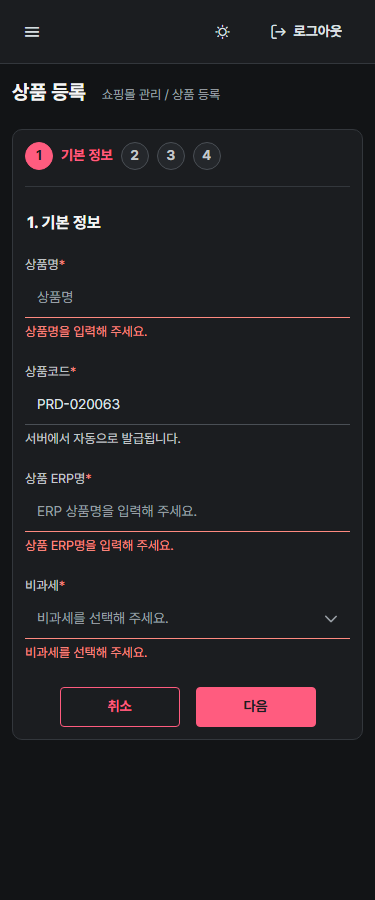 로그아웃
상품 등록 쇼핑몰 관리 / 상품 등록
1 기본 정보 2 3 4
1. 기본 정보
상품명*
상품명
상품명을 입력해 주세요.
상품코드*
PRD-020063
서버에서 자동으로 발급됩니다.
상품 ERP명*
ERP 상품명을 입력해 주세요.
상품 ERP명을 입력해 주세요.
비과세*
비과세를 선택해 주세요.
비과세를 선택해 주세요.
취소 다음